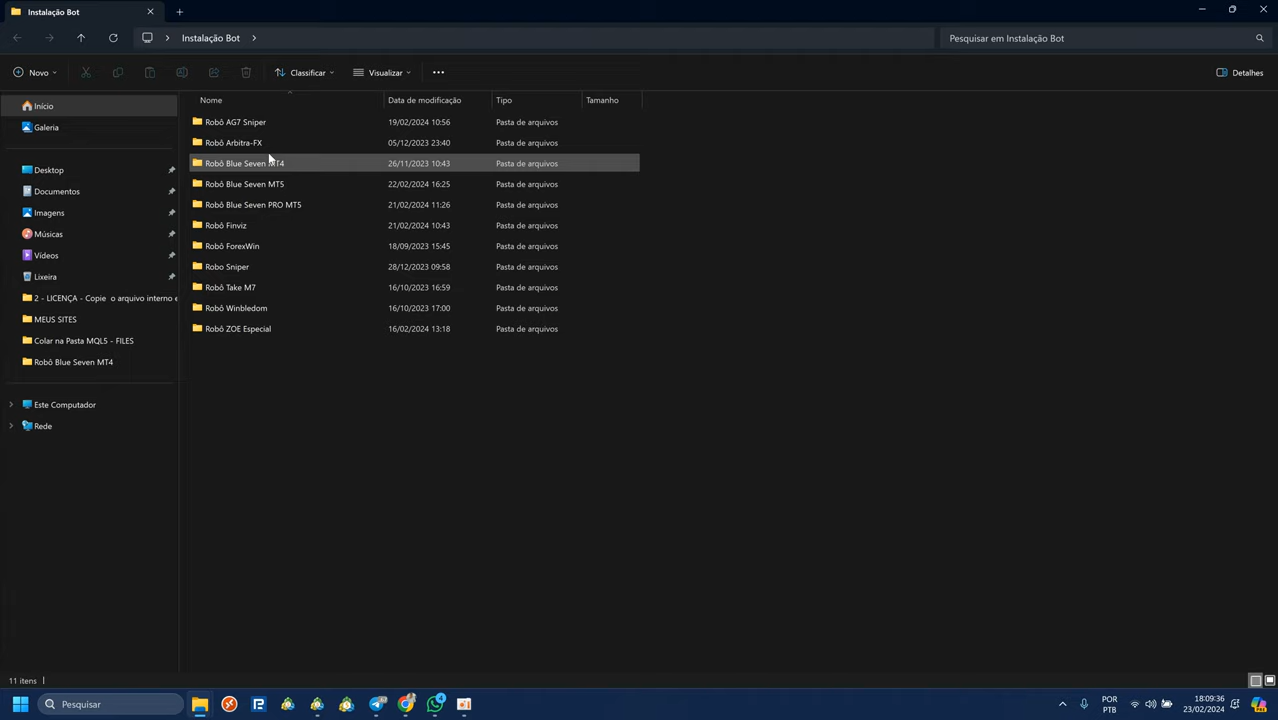 Instalação Bot
Instalação Bot
Pesquisar em Instalação Bot
Novo
Classificar
Visualizar
Detalhes
Início
Galeria
Desktop
Documentos
Imagens
Músicas
Vídeos
Lixeira
2 - LICENÇA - Copie o arquivo interno e
MEUS SITES
Colar na Pasta MQL5 - FILES
Robô Blue Seven MT4
Este Computador
Rede
Nome Data de modificação Tipo Tamanho
Robô AG7 Sniper 19/02/2024 10:56 Pasta de arquivos
Robô Arbitra-FX 05/12/2023 23:40 Pasta de arquivos
Robô Blue Seven MT4 26/11/2023 10:43 Pasta de arquivos
Robô Blue Seven MT5 22/02/2024 16:25 Pasta de arquivos
Robô Blue Seven PRO MT5 21/02/2024 11:26 Pasta de arquivos
Robô Finviz 21/02/2024 10:43 Pasta de arquivos
Robô ForexWin 18/09/2023 15:45 Pasta de arquivos
Robo Sniper 28/12/2023 09:58 Pasta de arquivos
Robô Take M7 16/10/2023 16:59 Pasta de arquivos
Robô Winbledom 16/10/2023 17:00 Pasta de arquivos
Robô ZOE Especial 16/02/2024 13:18 Pasta de arquivos
11 itens
Pesquisar
4
POR
PTB
18:09:36
23/02/2024